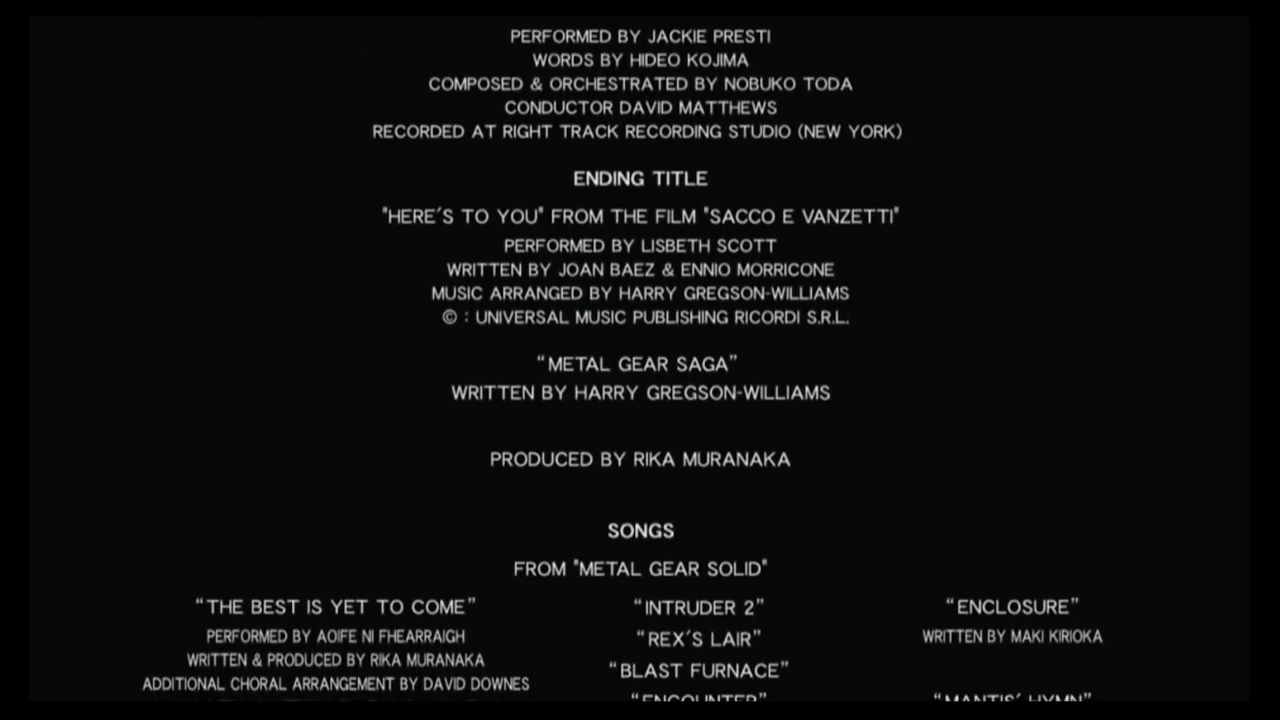 PERFORMED BY JACKIE PRESTI
WORDS BY HIDEO KOJIMA
COMPOSED & ORCHESTRATED BY NOBUKO TODA
CONDUCTOR DAVID MATTHEWS
RECORDED AT RIGHT TRACK RECORDING STUDIO (NEW YORK)
ENDING TITLE
"HERE'S TO YOU" FROM THE FILM "SACCO E VANZETTI"
PERFORMED BY LISBETH SCOTT
WRITTEN BY JOAN BAEZ & ENNIO MORRICONE
MUSIC ARRANGED BY HARRY GREGSON-WILLIAMS
© : UNIVERSAL MUSIC PUBLISHING RICORDI S.R.L.
“METAL GEAR SAGA”
WRITTEN BY HARRY GREGSON-WILLIAMS
PRODUCED BY RIKA MURANAKA
SONGS
FROM "METAL GEAR SOLID"
“THE BEST IS YET TO COME”
PERFORMED BY AOIFE NI FHEARRAIGH
WRITTEN & PRODUCED BY RIKA MURANAKA
ADDITIONAL CHORAL ARRANGEMENT BY DAVID DOWNES
“INTRUDER 2”
“REX'S LAIR”
“BLAST FURNACE”
“ENCOUNTER”
“ENCLOSURE”
WRITTEN BY MAKI KIRIOKA
“MANTIS' HYMN”